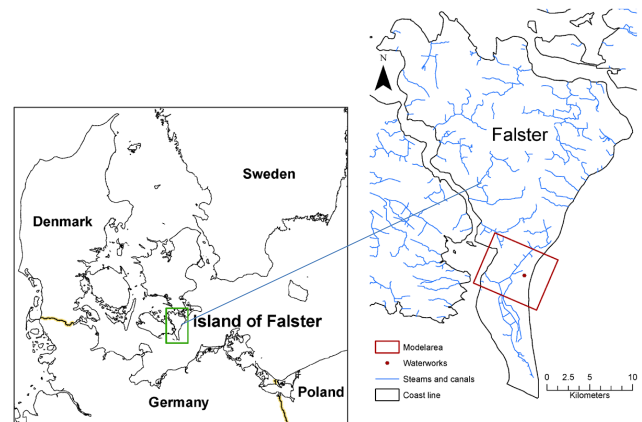 Sweden
Denmark
Island of Falster
Germany
Poland
N
Falster
Modelarea
Waterworks
Steams and canals
Coast line
0 2.5 5 10
Kilometers